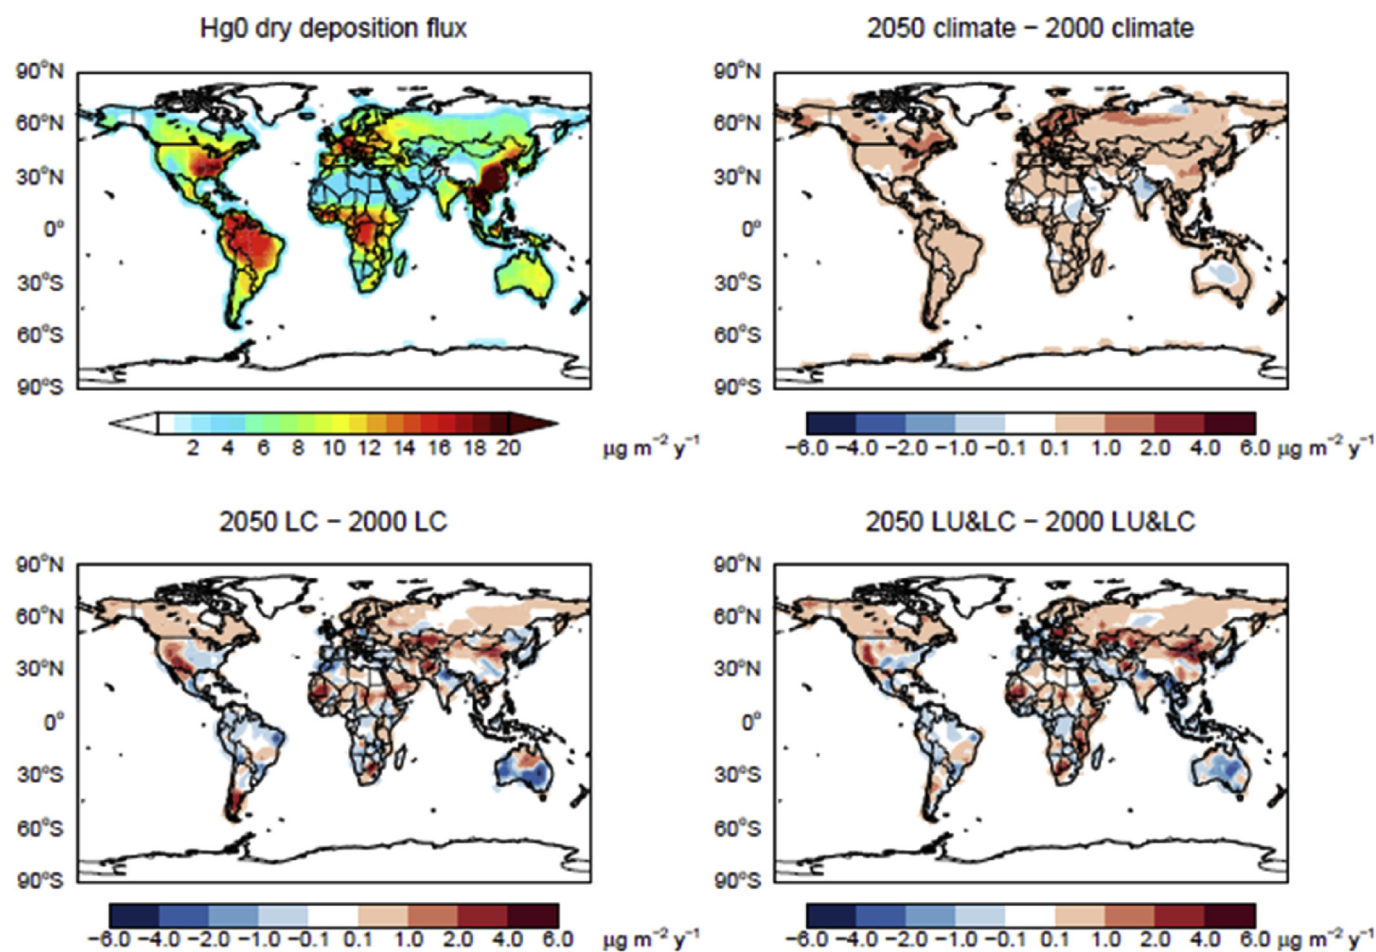 Hg0 dry deposition flux
90°N
60°N
30°N
0°
30°S
60°S
90°S
2 4 6 8 10 12 14 16 18 20 µg m⁻² y⁻¹
2050 climate − 2000 climate
90°N
60°N
30°N
0°
30°S
60°S
90°S
−6.0 −4.0 −2.0 −1.0 −0.1 0.1 1.0 2.0 4.0 6.0 µg m⁻² y⁻¹
2050 LC − 2000 LC
90°N
60°N
30°N
0°
30°S
60°S
90°S
−6.0 −4.0 −2.0 −1.0 −0.1 0.1 1.0 2.0 4.0 6.0 µg m⁻² y⁻¹
2050 LU&LC − 2000 LU&LC
90°N
60°N
30°N
0°
30°S
60°S
90°S
−6.0 −4.0 −2.0 −1.0 −0.1 0.1 1.0 2.0 4.0 6.0 µg m⁻² y⁻¹